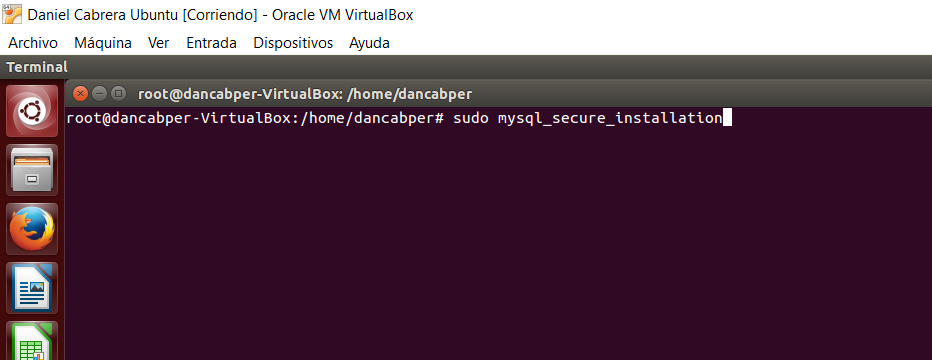 Daniel Cabrera Ubuntu [Corriendo] - Oracle VM VirtualBox
Archivo Máquina Ver Entrada Dispositivos Ayuda
Terminal
root@dancabper-VirtualBox: /home/dancabper
root@dancabper-VirtualBox:/home/dancabper# sudo mysql_secure_installation